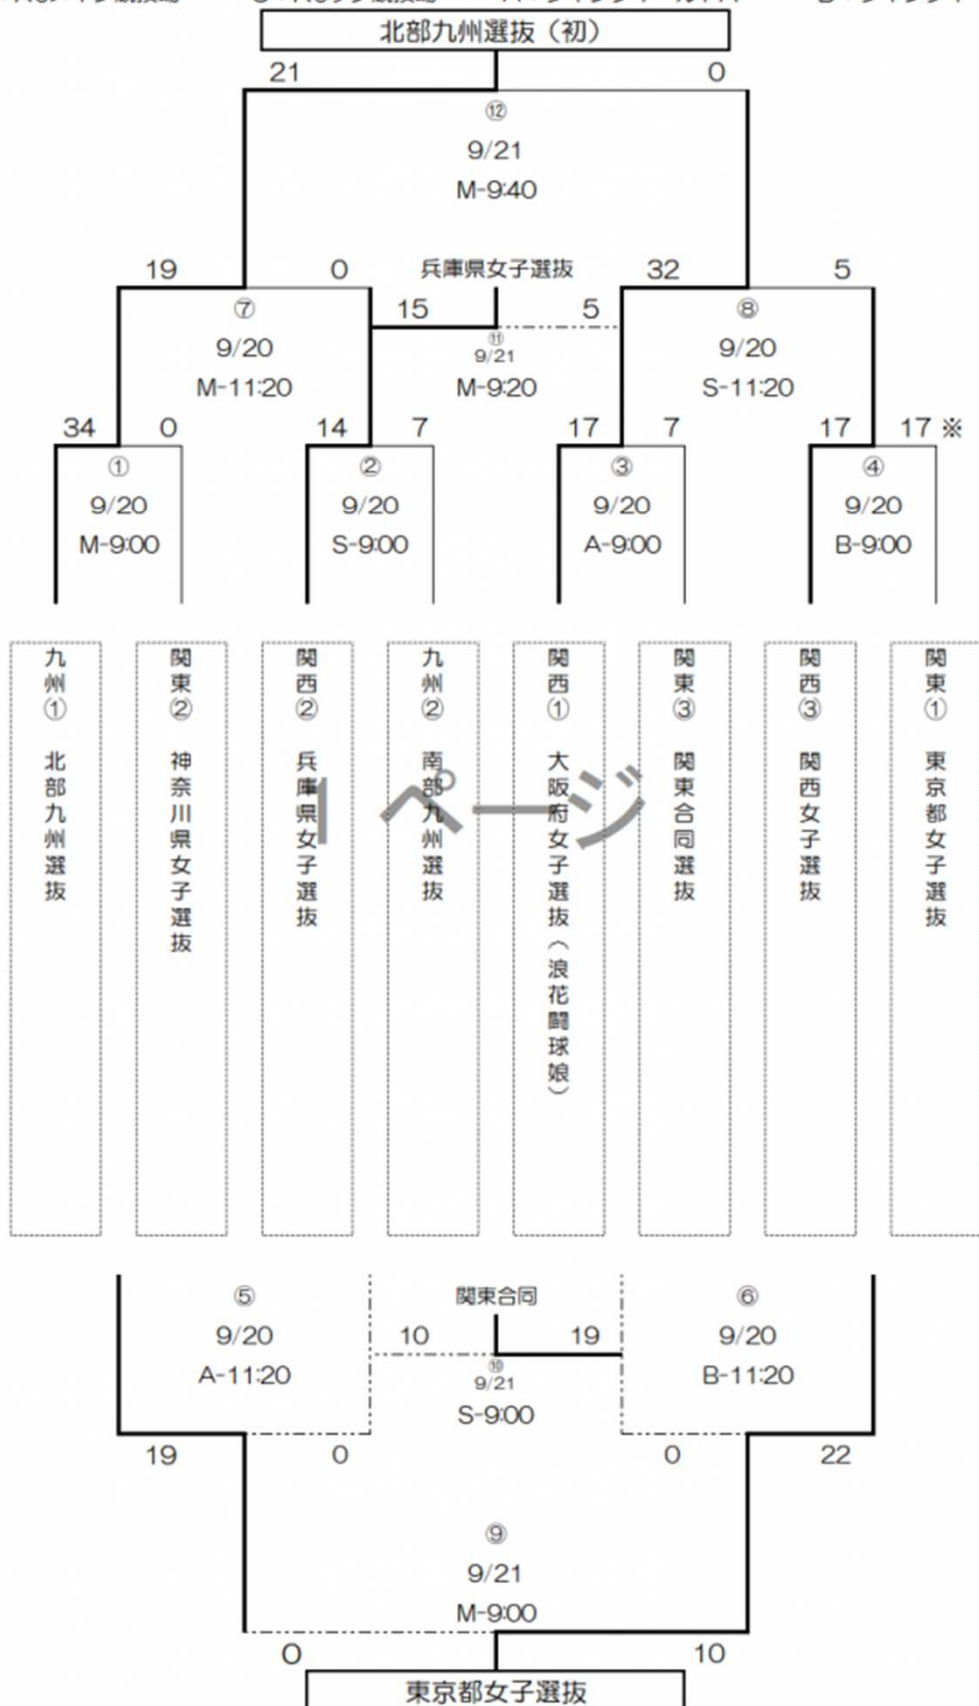 北部九州選抜（初）
21 0
⑫
9/21
M-9:40
19 0 兵庫県女子選抜 32 5
⑦ 15 5 ⑧
9/20 ⑪ 9/21 9/20
M-11:20 M-9:20 S-11:20
34 0 14 7 17 7 17 17 ※
① ② ③ ④
9/20 9/20 9/20 9/20
M-9:00 S-9:00 A-9:00 B-9:00
九州① 北部九州選抜
関東② 神奈川県女子選抜
関西② 兵庫県女子選抜
九州② 南部九州選抜
関西① 大阪府女子選抜（浪花闘球娘）
関東③ 関東合同選抜
関西③ 関西女子選抜
関東① 東京都女子選抜
1 ページ
⑤ 関東合同 ⑥
9/20 10 19 9/20
A-11:20 ⑩ 9/21 B-11:20
S-9:00
19 0 0 22
⑨
9/21
M-9:00
0 10
東京都女子選抜